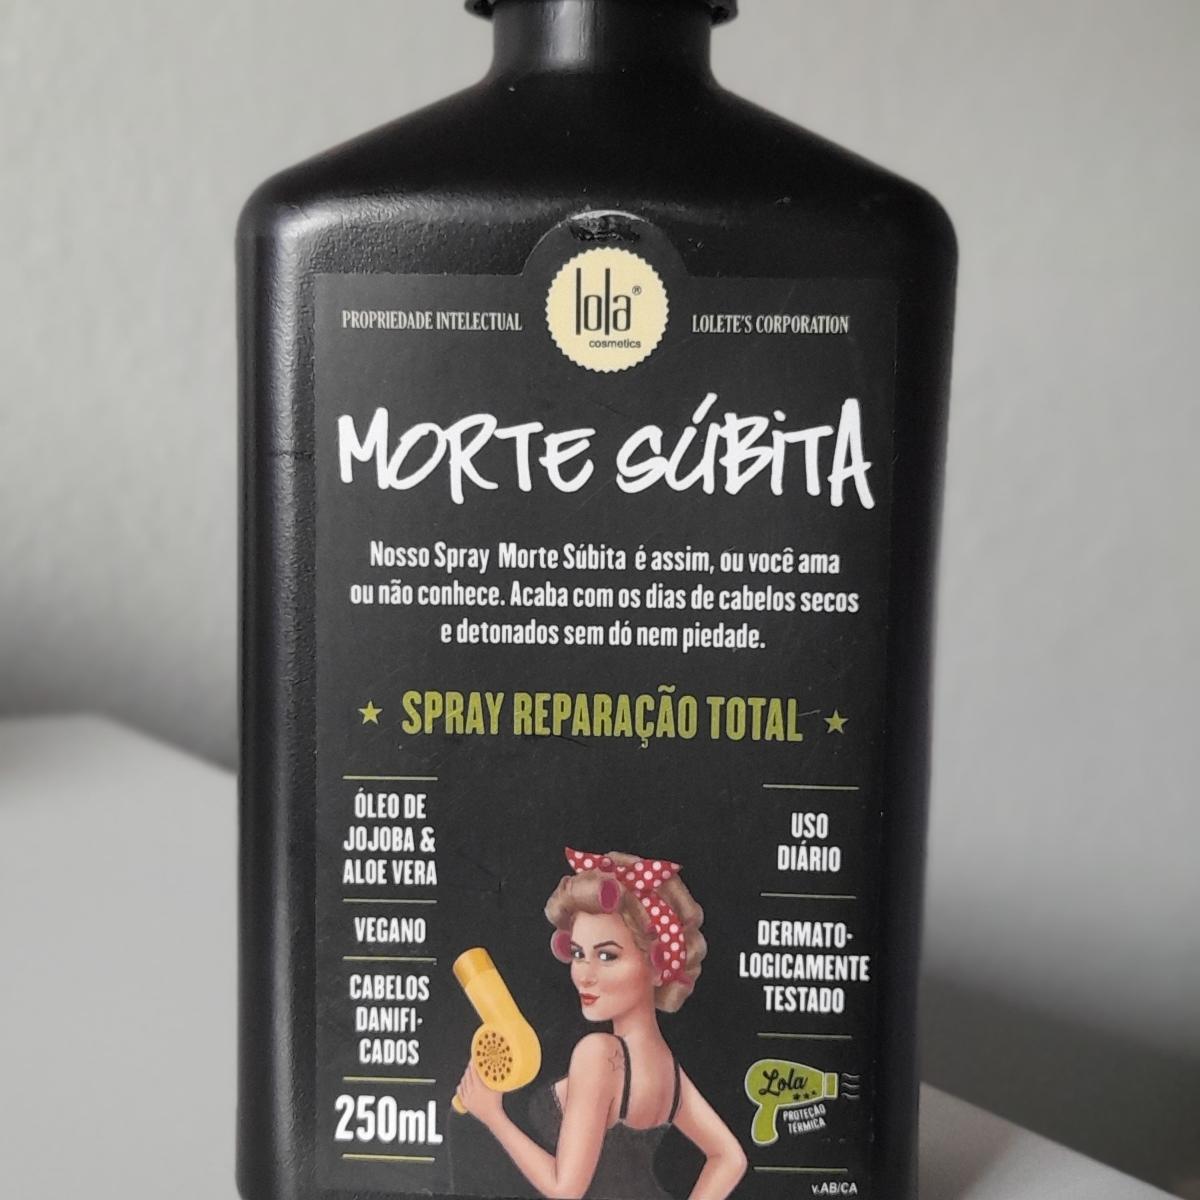 PROPRIEDADE INTELECTUAL
lola®
cosmetics
LOLETE'S CORPORATION
MORTE SÚBITA
Nosso Spray Morte Súbita é assim, ou você ama
ou não conhece. Acaba com os dias de cabelos secos
e detonados sem dó nem piedade.
★ SPRAY REPARAÇÃO TOTAL ★
ÓLEO DE
JOJOBA &
ALOE VERA
VEGANO
CABELOS
DANIFI-
CADOS
250mL
USO
DIÁRIO
DERMATO-
LOGICAMENTE
TESTADO
Lola
PROTEÇÃO
TÉRMICA
v.AB/CA